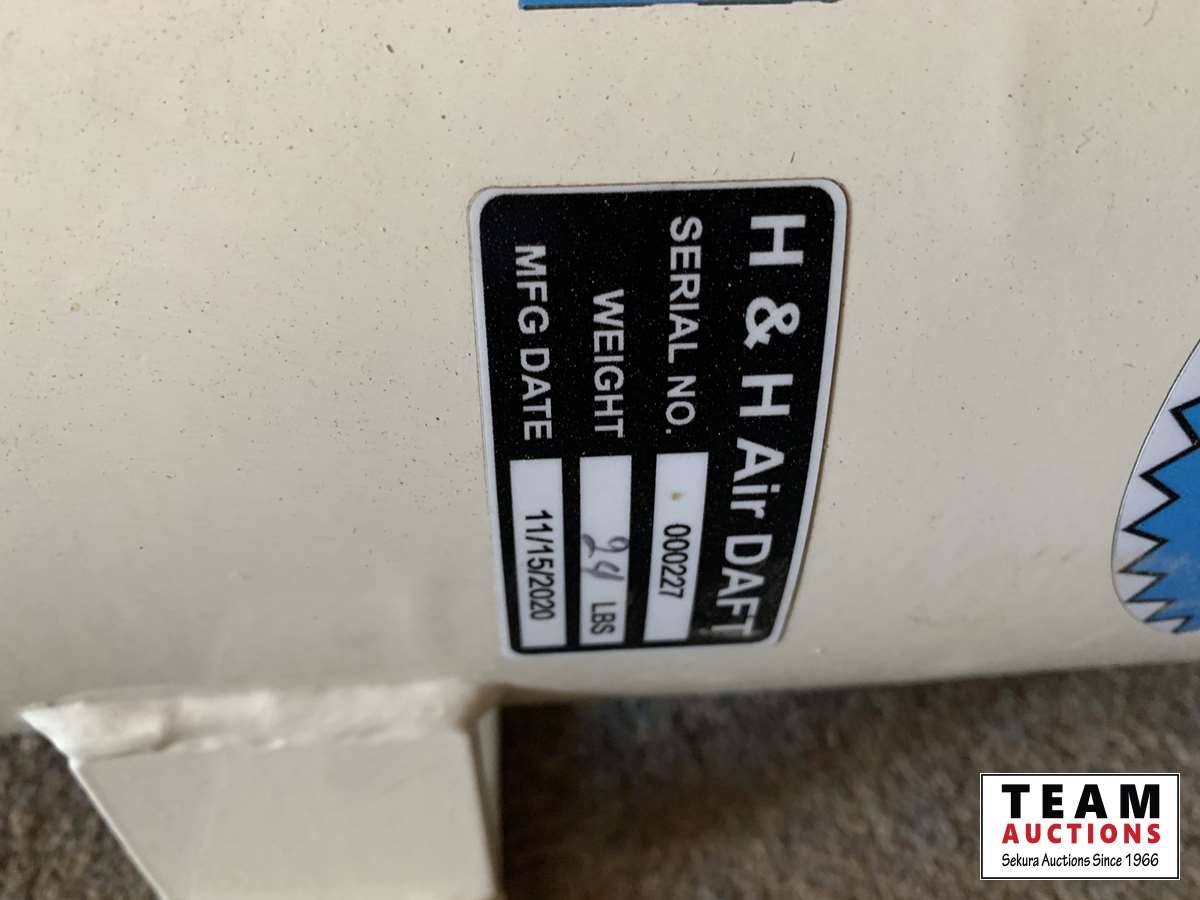 H & H Air DAFT
SERIAL NO. 000227
WEIGHT 24 LBS
MFG DATE 11/15/2020
TEAM
AUCTIONS
Sekura Auctions Since 1966